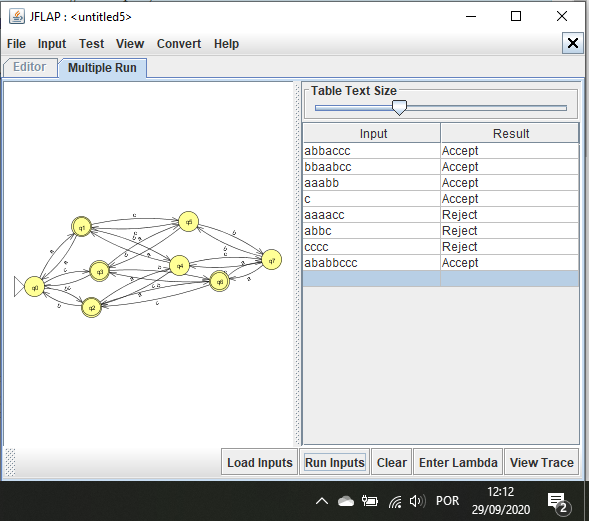 JFLAP : <untitled5>
File Input Test View Convert Help
Editor Multiple Run
Table Text Size
Input Result
abbaccc Accept
bbaabcc Accept
aaabb Accept
c Accept
aaaacc Reject
abbc Reject
cccc Reject
ababbccc Accept
q1
q5
q4
q7
q3
q6
q0
q2
Load Inputs Run Inputs Clear Enter Lambda View Trace
POR
12:12
29/09/2020
2